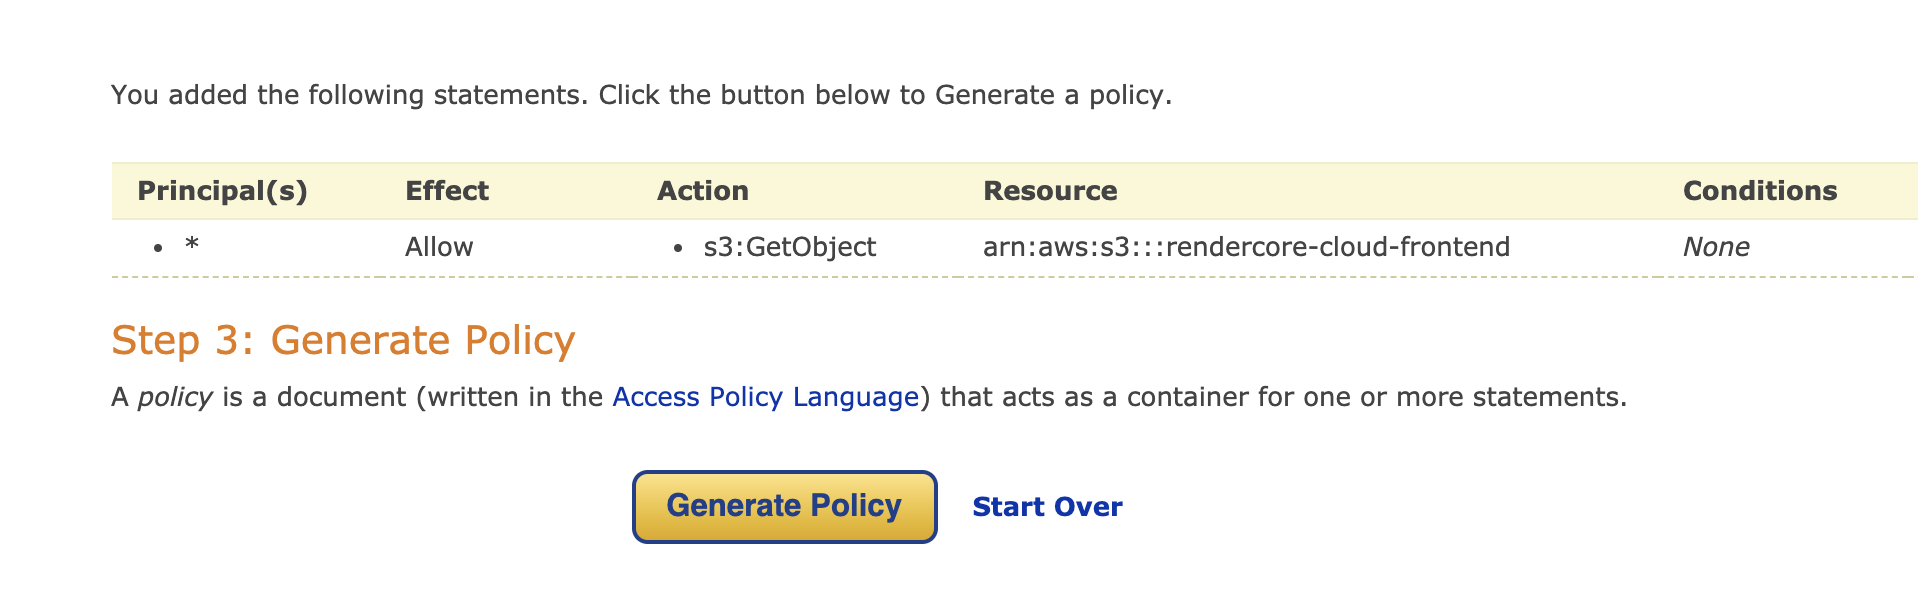 You added the following statements. Click the button below to Generate a policy.
Principal(s) Effect Action Resource Conditions
• * Allow • s3:GetObject arn:aws:s3:::rendercore-cloud-frontend None
Step 3: Generate Policy
A policy is a document (written in the Access Policy Language) that acts as a container for one or more statements.
Generate Policy Start Over